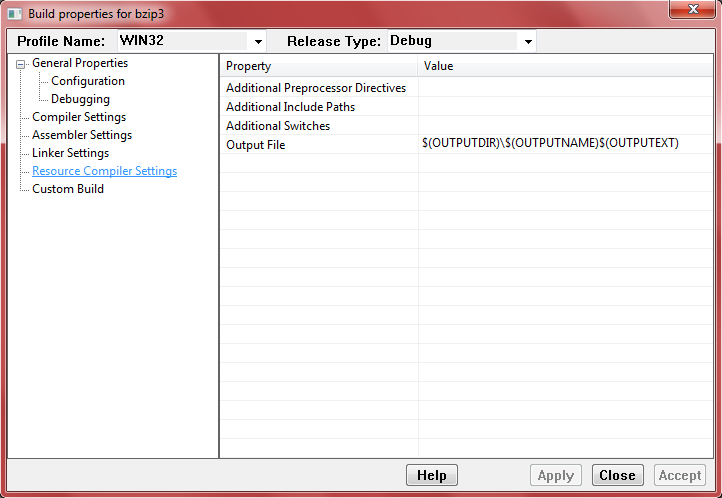 Build properties for bzip3
Profile Name: WIN32 Release Type: Debug
General Properties
Configuration
Debugging
Compiler Settings
Assembler Settings
Linker Settings
Resource Compiler Settings
Custom Build
Property Value
Additional Preprocessor Directives
Additional Include Paths
Additional Switches
Output File $(OUTPUTDIR)\$(OUTPUTNAME)$(OUTPUTEXT)
Help Apply Close Accept